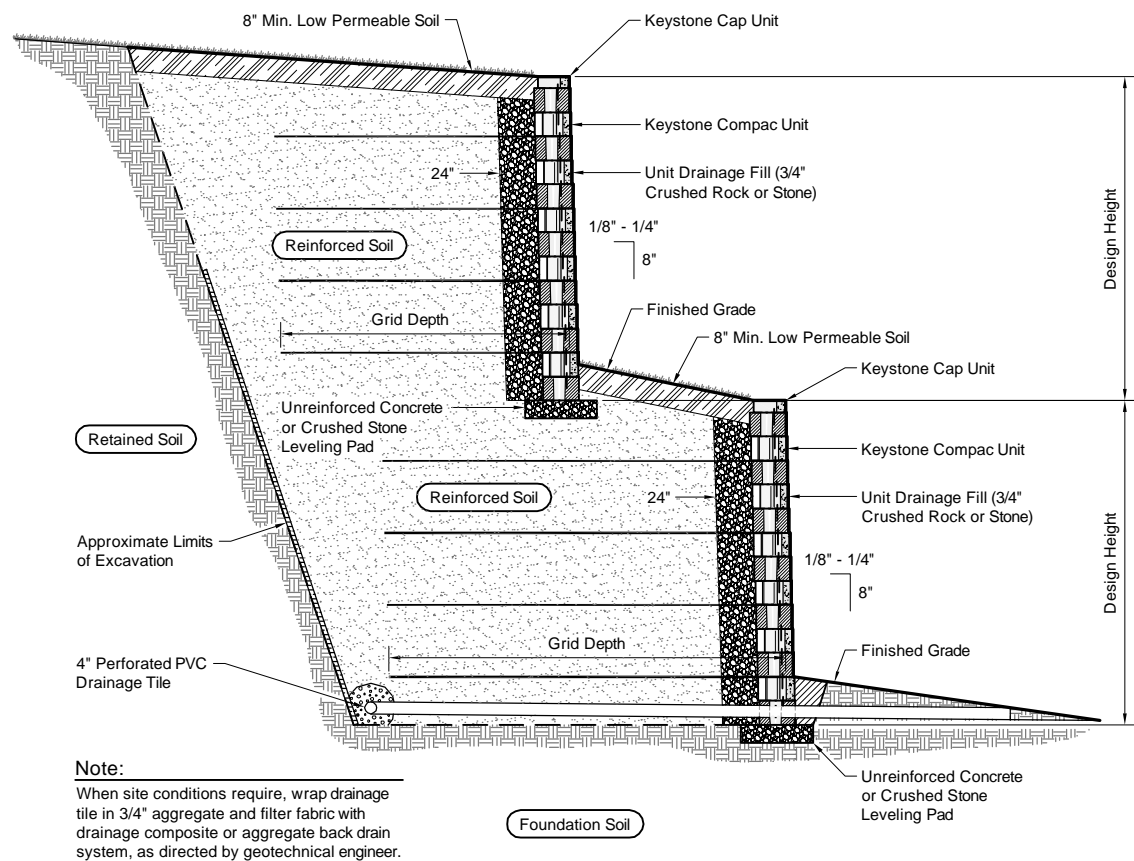 8" Min. Low Permeable Soil
Keystone Cap Unit
Keystone Compac Unit
24"
Unit Drainage Fill (3/4"
Crushed Rock or Stone)
1/8" - 1/4"
8"
Reinforced Soil
Design Height
Grid Depth
Finished Grade
8" Min. Low Permeable Soil
Keystone Cap Unit
Unreinforced Concrete
or Crushed Stone
Leveling Pad
Retained Soil
Keystone Compac Unit
Reinforced Soil
24"
Unit Drainage Fill (3/4"
Crushed Rock or Stone)
Approximate Limits
of Excavation
1/8" - 1/4"
8"
Design Height
Grid Depth
Finished Grade
4" Perforated PVC
Drainage Tile
Note:
When site conditions require, wrap drainage
tile in 3/4" aggregate and filter fabric with
drainage composite or aggregate back drain
system, as directed by geotechnical engineer.
Foundation Soil
Unreinforced Concrete
or Crushed Stone
Leveling Pad